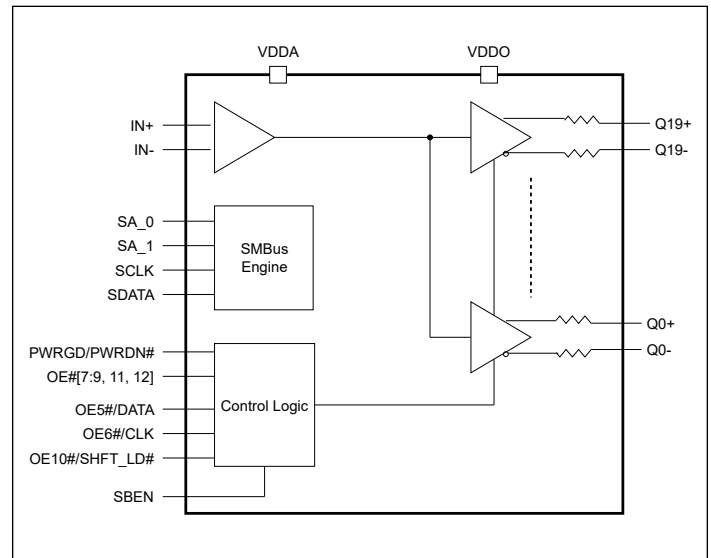 VDDA
VDDO
IN+
IN-
Q19+
Q19-
SA_0
SA_1
SCLK
SDATA
SMBus
Engine
Q0+
Q0-
PWRGD/PWRDN#
OE#[7:9, 11, 12]
OE5#/DATA
OE6#/CLK
OE10#/SHFT_LD#
Control Logic
SBEN